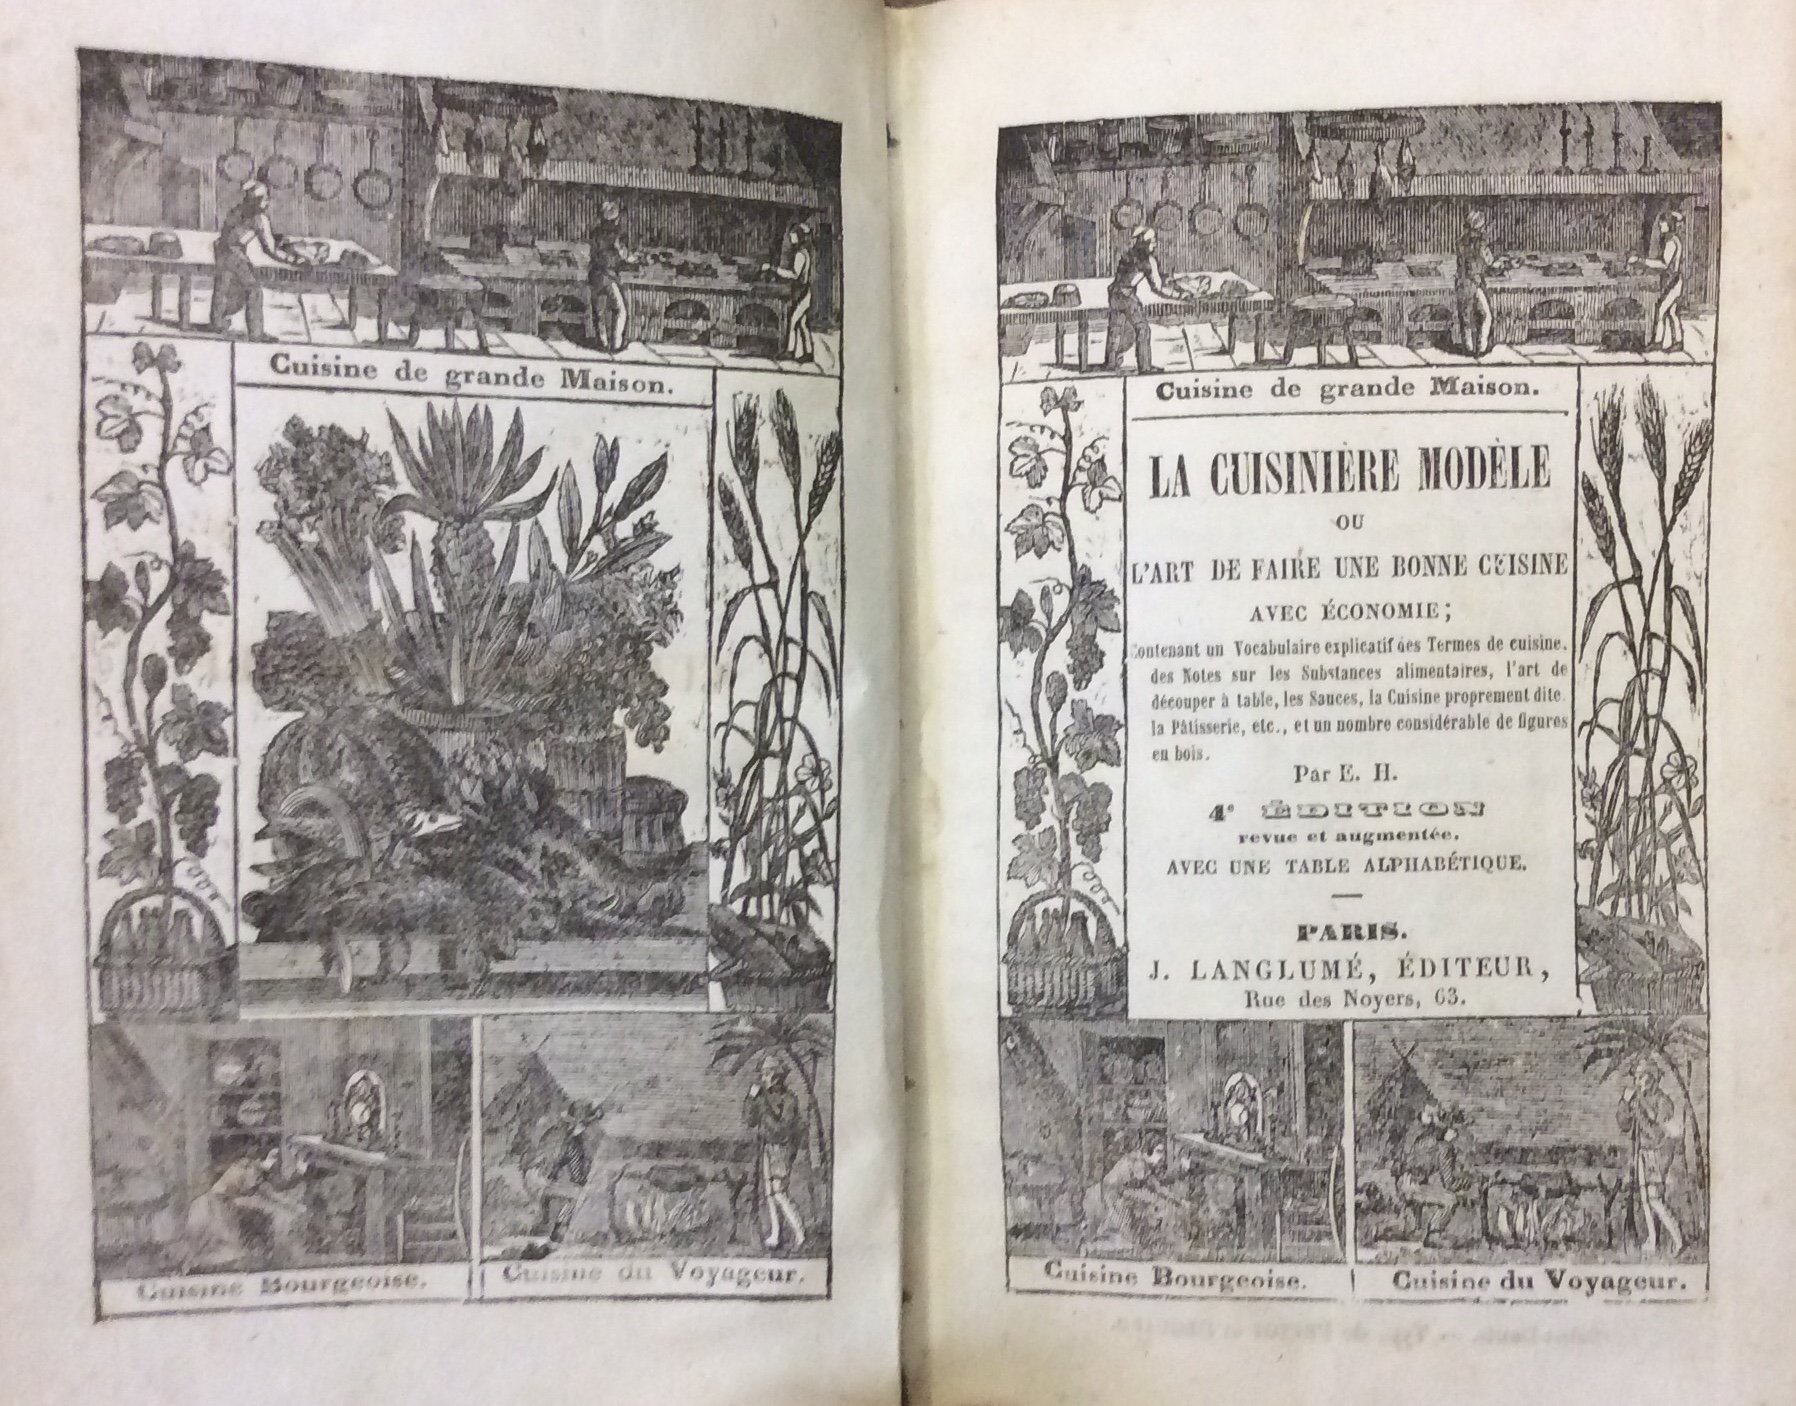 Cuisine de grande Maison.
Cuisine Bourgeoise.
Cuisine du Voyageur.
Cuisine de grande Maison.
LA CUISINIÈRE MODÈLE
OU
L'ART DE FAIRE UNE BONNE CUISINE
AVEC ÉCONOMIE;
Contenant un Vocabulaire explicatif des Termes de cuisine.
des Notes sur les Substances alimentaires, l'art de
découper à table, les Sauces, la Cuisine proprement dite.
la Pâtisserie, etc., et un nombre considérable de figures
en bois.
Par E. H.
4e ÉDITION
revue et augmentée.
AVEC UNE TABLE ALPHABÉTIQUE.
PARIS.
J. LANGLUMÉ, ÉDITEUR,
Rue des Noyers, 63.
Cuisine Bourgeoise.
Cuisine du Voyageur.